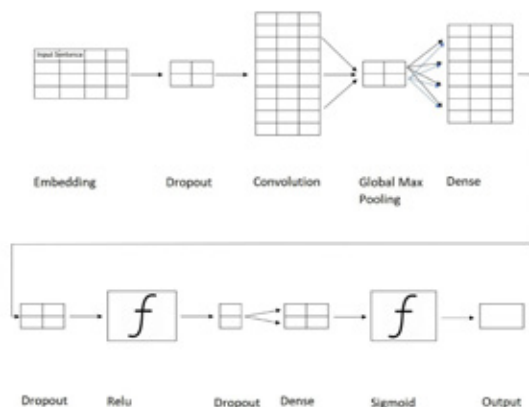 Input Sentence
Embedding
Dropout
Convolution
Global Max
Pooling
Dense
f
f
Dropout
Relu
Dropout
Dense
Sigmoid
Output